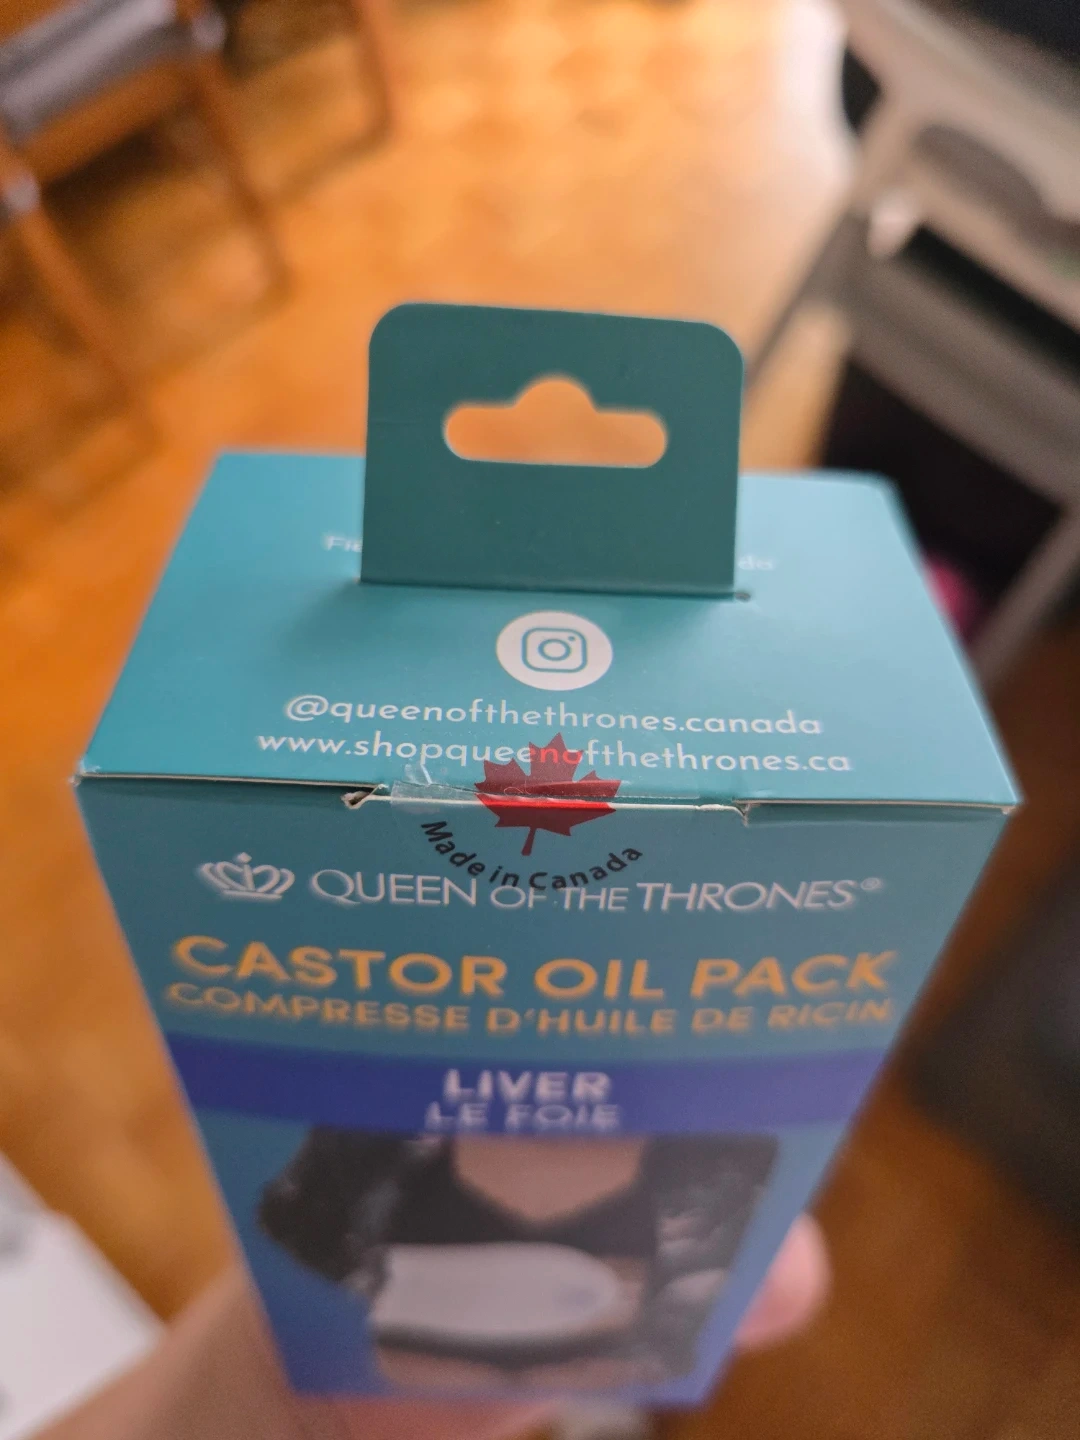 @queenofthethrones.canada
www.shopqueenofthethrones.ca
Made in Canada
QUEEN OF THE THRONES®
CASTOR OIL PACK
COMPRESSE D'HUILE DE RICIN
LIVER
LE FOIE